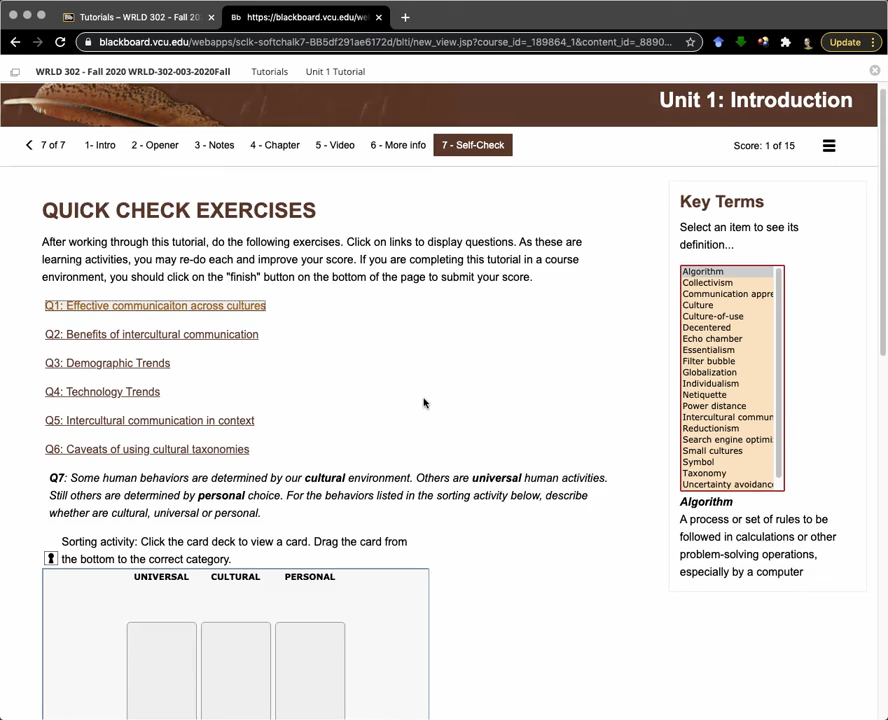 Tutorials – WRLD 302 - Fall 20
Bb https://blackboard.vcu.edu/we
blackboard.vcu.edu/webapps/sclk-softchalk7-BB5df291ae6172d/blti/new_view.jsp?course_id=_189864_1&content_id=_8890...
Update
WRLD 302 - Fall 2020 WRLD-302-003-2020Fall
Tutorials
Unit 1 Tutorial
Unit 1: Introduction
7 of 7
1- Intro
2 - Opener
3 - Notes
4 - Chapter
5 - Video
6 - More info
7 - Self-Check
Score: 1 of 15
QUICK CHECK EXERCISES
After working through this tutorial, do the following exercises. Click on links to display questions. As these are
learning activities, you may re-do each and improve your score. If you are completing this tutorial in a course
environment, you should click on the "finish" button on the bottom of the page to submit your score.
Q1: Effective communicaiton across cultures
Q2: Benefits of intercultural communication
Q3: Demographic Trends
Q4: Technology Trends
Q5: Intercultural communication in context
Q6: Caveats of using cultural taxonomies
Q7: Some human behaviors are determined by our cultural environment. Others are universal human activities.
Still others are determined by personal choice. For the behaviors listed in the sorting activity below, describe
whether are cultural, universal or personal.
Sorting activity: Click the card deck to view a card. Drag the card from
the bottom to the correct category.
UNIVERSAL
CULTURAL
PERSONAL
Key Terms
Select an item to see its
definition...
Algorithm
Collectivism
Communication appre
Culture
Culture-of-use
Decentered
Echo chamber
Essentialism
Filter bubble
Globalization
Individualism
Netiquette
Power distance
Intercultural commun
Reductionism
Search engine optimi
Small cultures
Symbol
Taxonomy
Uncertainty avoidanc
Algorithm
A process or set of rules to be
followed in calculations or other
problem-solving operations,
especially by a computer